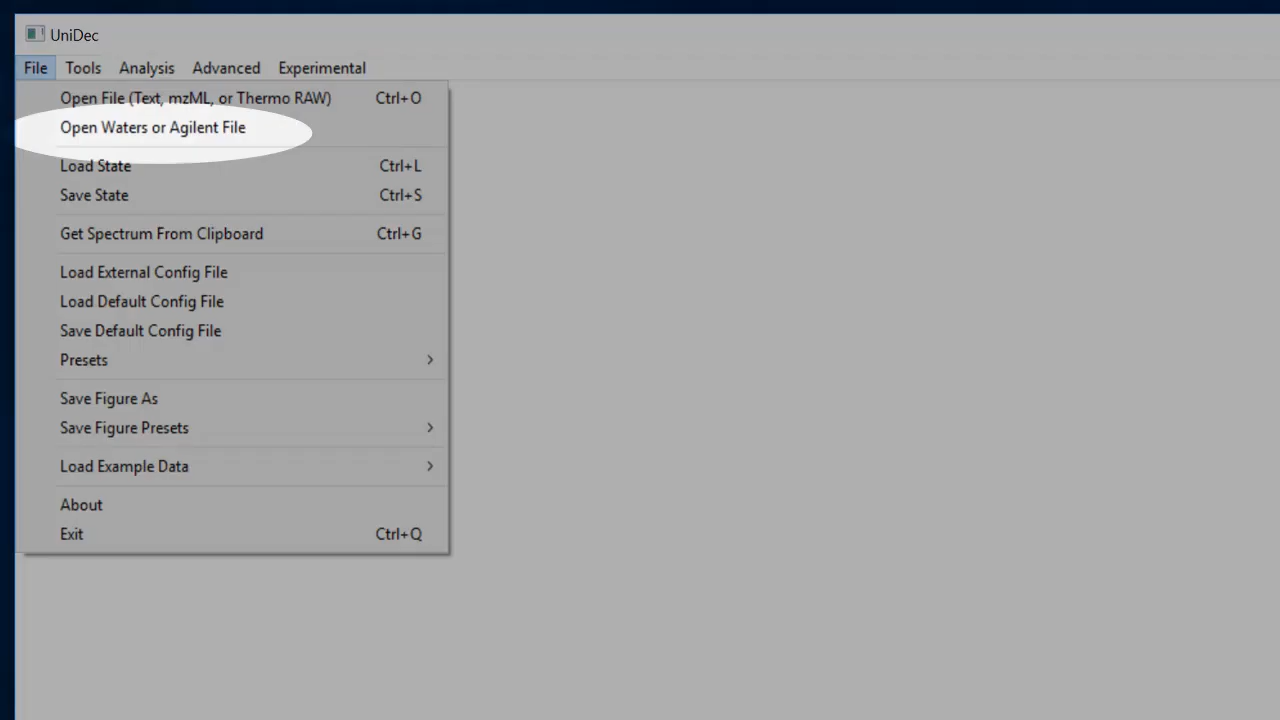 UniDec
File Tools Analysis Advanced Experimental
Open File (Text, mzML, or Thermo RAW) Ctrl+O
Open Waters or Agilent File
Load State Ctrl+L
Save State Ctrl+S
Get Spectrum From Clipboard Ctrl+G
Load External Config File
Load Default Config File
Save Default Config File
Presets
Save Figure As
Save Figure Presets
Load Example Data
About
Exit Ctrl+Q